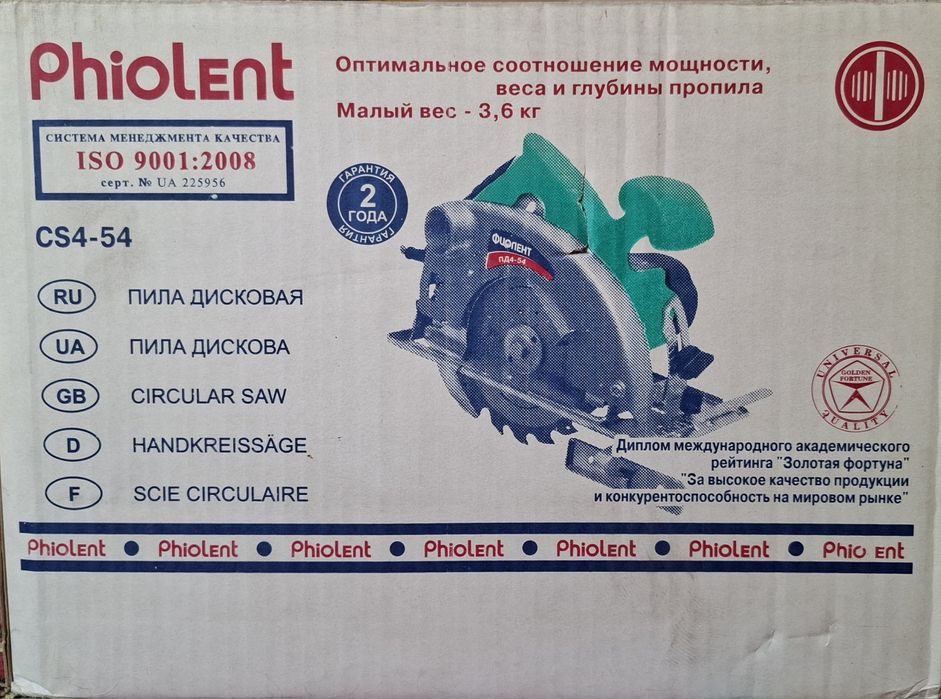 Phiolent
Оптимальное соотношение мощности,
веса и глубины пропила
Малый вес - 3,6 кг
СИСТЕМА МЕНЕДЖМЕНТА КАЧЕСТВА
ISO 9001:2008
серт. № UA 225956
ГАРАНТИЯ
2
ГОДА
ГАРАНТИЯ
CS4-54
ФИОЛЕНТ
ПД4-54
RU ПИЛА ДИСКОВАЯ
UA ПИЛА ДИСКОВА
GB CIRCULAR SAW
D HANDKREISSÄGE
F SCIE CIRCULAIRE
UNIVERSAL
GOLDEN
FORTUNE
QUALITY
Диплом международного академического
рейтинга "Золотая фортуна"
"За высокое качество продукции
и конкурентоспособность на мировом рынке"
Phiolent ● Phiolent ● Phiolent ● Phiolent ● Phiolent ● Phiolent ● Phio ent